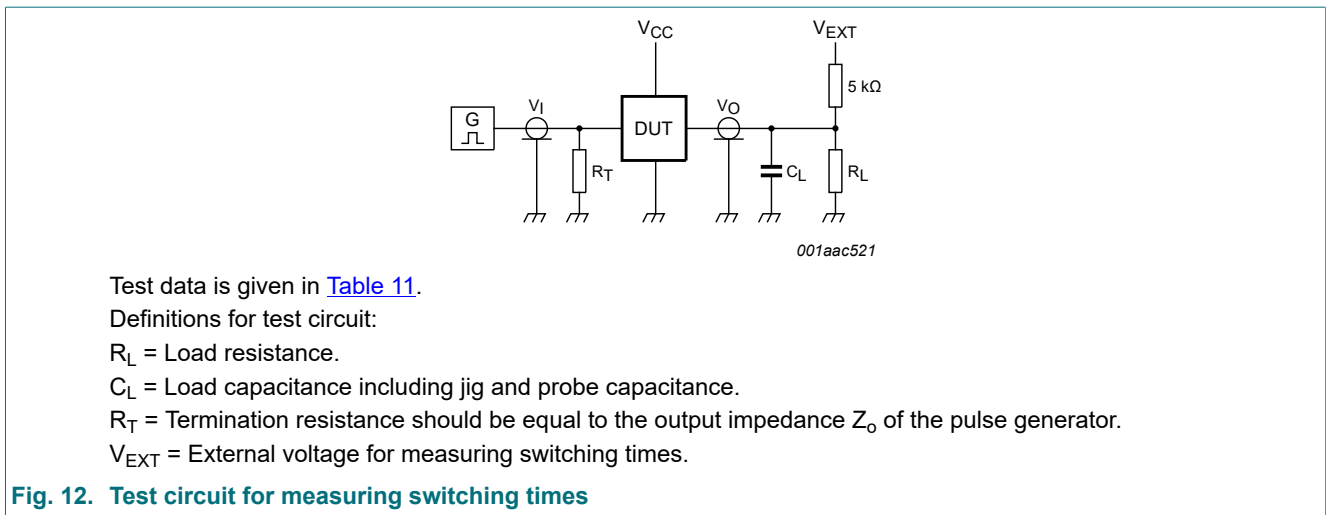 VCC
VEXT
5 kΩ
G
VI
DUT
VO
RT
CL
RL
001aac521
Test data is given in Table 11.
Definitions for test circuit:
RL = Load resistance.
CL = Load capacitance including jig and probe capacitance.
RT = Termination resistance should be equal to the output impedance Zo of the pulse generator.
VEXT = External voltage for measuring switching times.
Fig. 12. Test circuit for measuring switching times